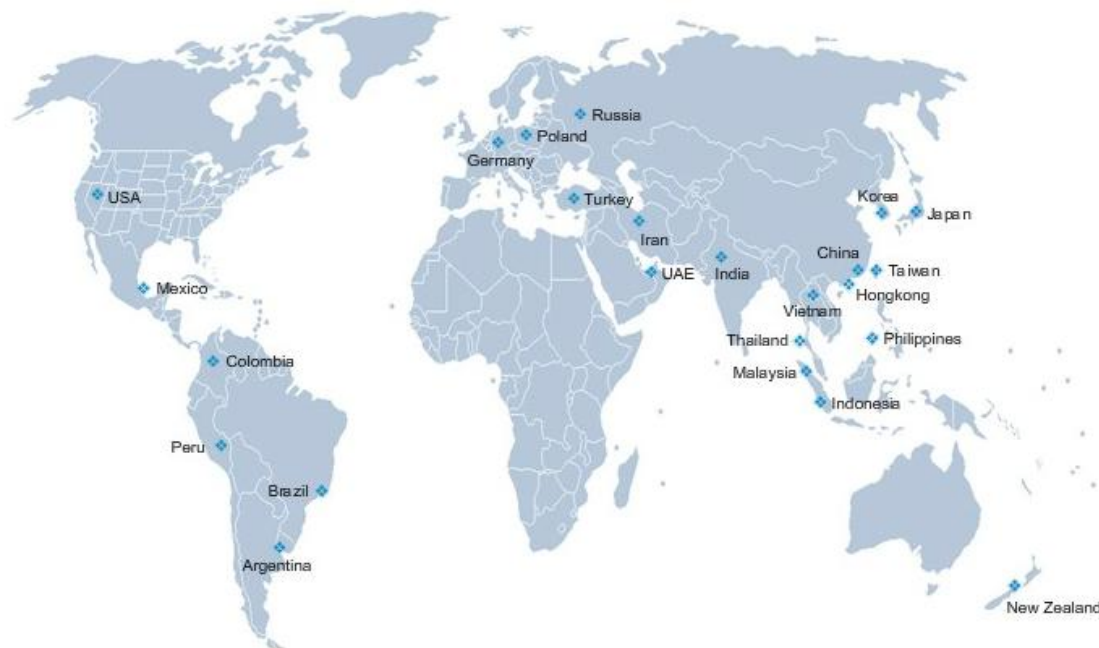 Russia
Poland
Germany
USA
Turkey
Korea
Japan
Iran
China
UAE
India
Taiwan
Mexico
Hongkong
Vietnam
Thailand
Philippines
Colombia
Malaysia
Indonesia
Peru
Brazil
Argentina
New Zealand